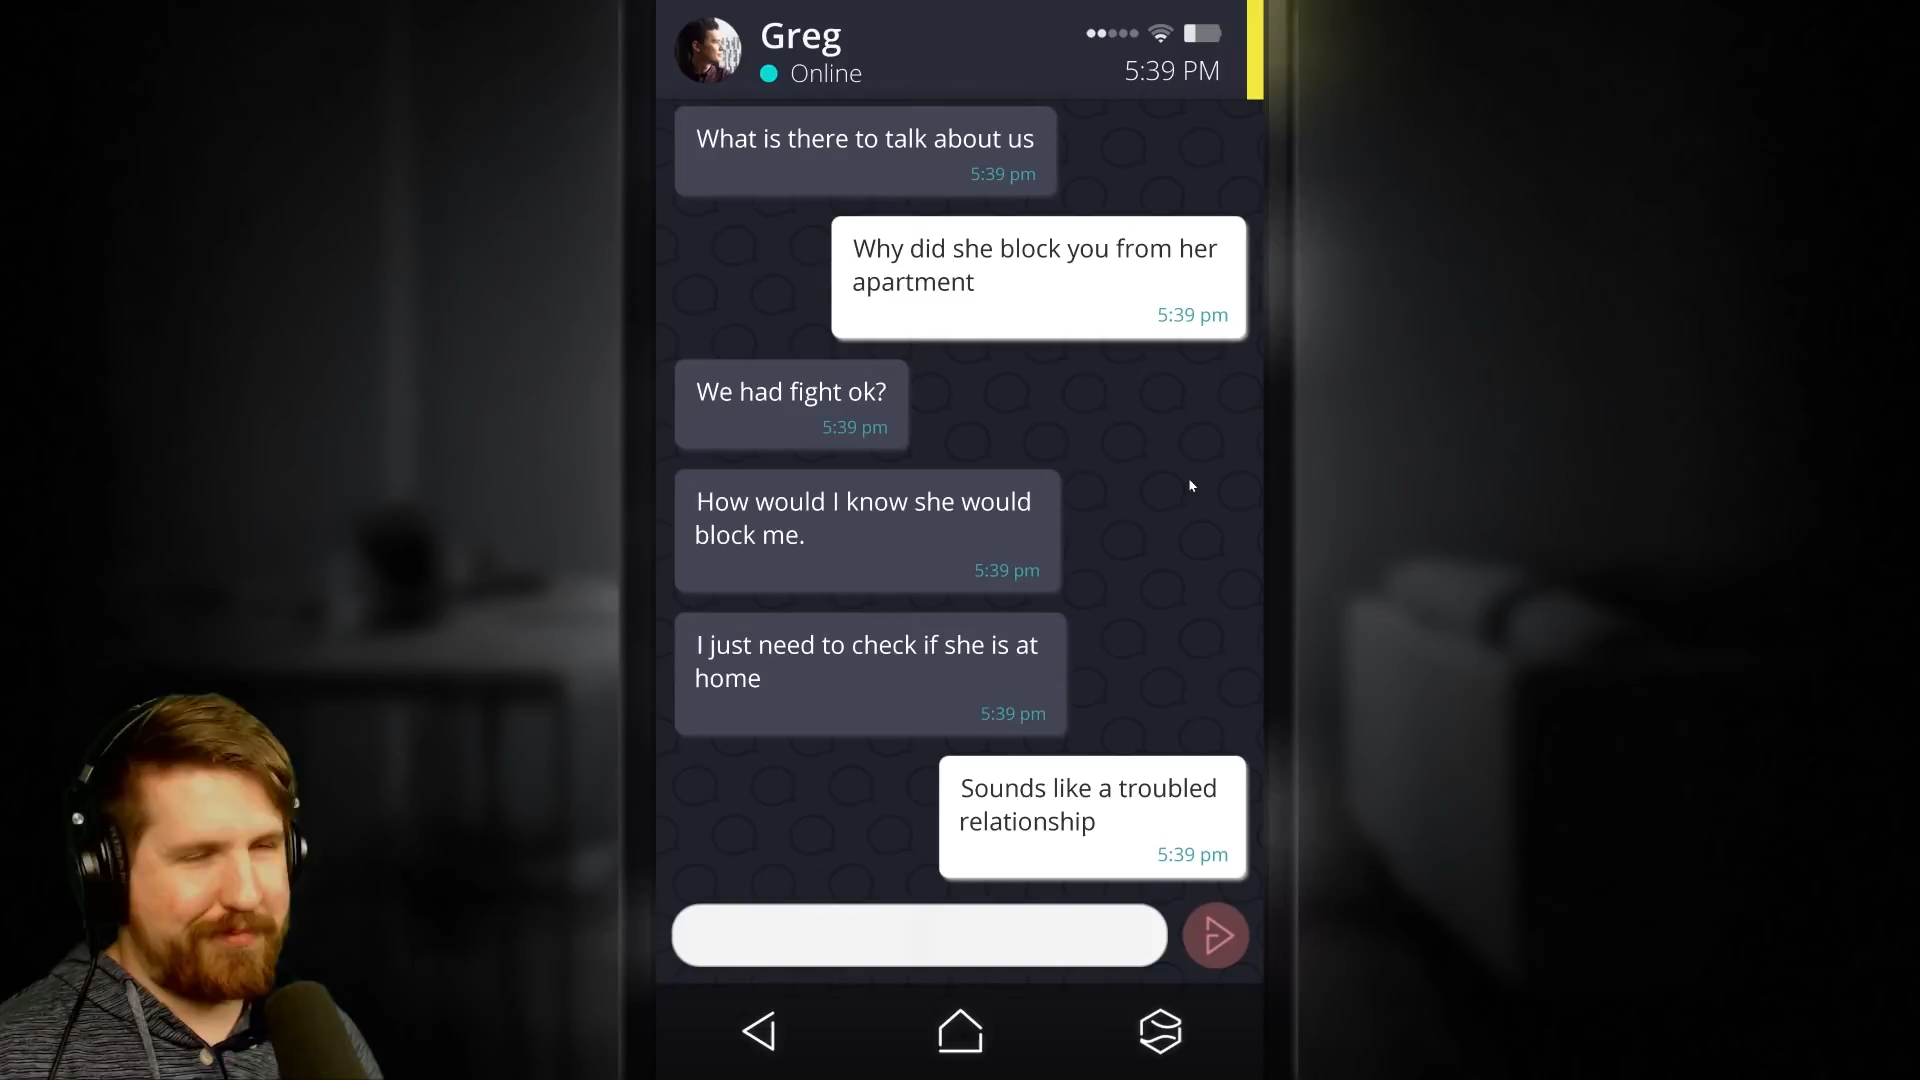 Greg
Online
5:39 PM
What is there to talk about us
5:39 pm
Why did she block you from her
apartment
5:39 pm
We had fight ok?
5:39 pm
How would I know she would
block me.
5:39 pm
I just need to check if she is at
home
5:39 pm
Sounds like a troubled
relationship
5:39 pm